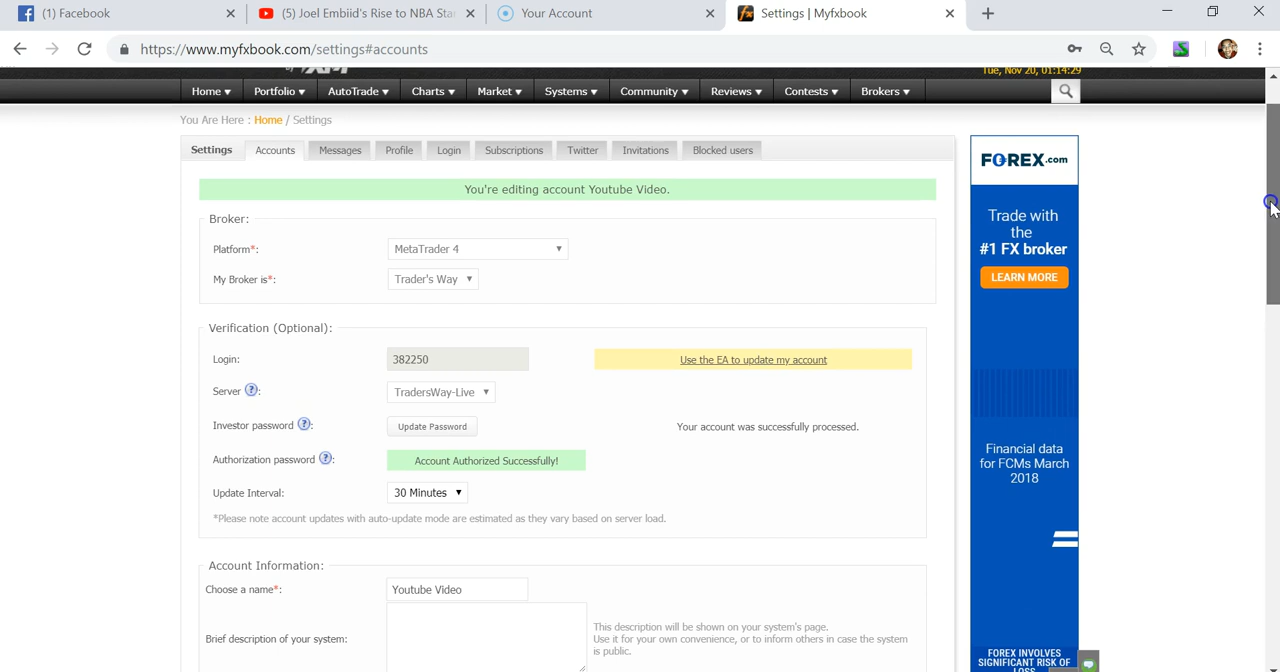 (1) Facebook
(5) Joel Embiid's Rise to NBA Sta
Your Account
Settings | Myfxbook
https://www.myfxbook.com/settings#accounts
Tue, Nov 20, 01:14:29
Home ▾ Portfolio ▾ AutoTrade ▾ Charts ▾ Market ▾ Systems ▾ Community ▾ Reviews ▾ Contests ▾ Brokers ▾
You Are Here : Home / Settings
Settings Accounts Messages Profile Login Subscriptions Twitter Invitations Blocked users
You're editing account Youtube Video.
Broker:
Platform*: MetaTrader 4
My Broker is*: Trader's Way
Verification (Optional):
Login: 382250 Use the EA to update my account
Server ?: TradersWay-Live
Investor password ?: Update Password Your account was successfully processed.
Authorization password ?: Account Authorized Successfully!
Update Interval: 30 Minutes
*Please note account updates with auto-update mode are estimated as they vary based on server load.
Account Information:
Choose a name*: Youtube Video
Brief description of your system:
This description will be shown on your system's page.
Use it for your own convenience, or to inform others in case the system
is public.
FOREX.com
Trade with
the
#1 FX broker
LEARN MORE
Financial data
for FCMs March
2018
FOREX INVOLVES
SIGNIFICANT RISK OF
LOSS